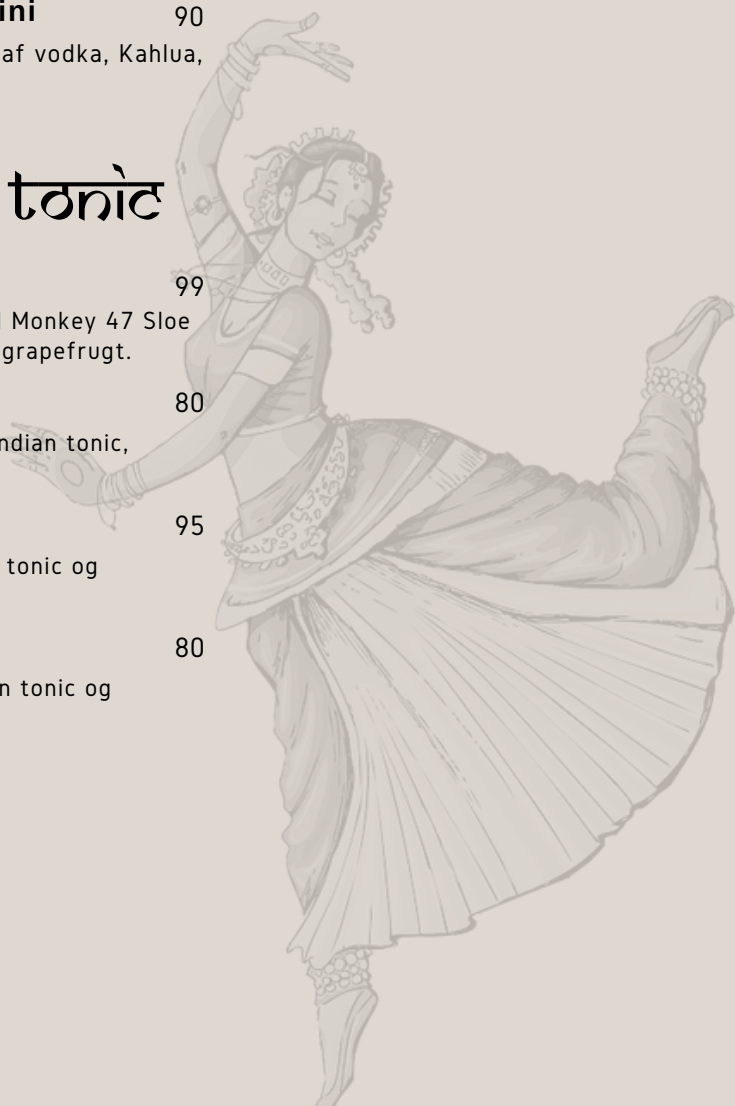 ini
90
af vodka, Kahlua,
tonic
99
Monkey 47 Sloe
grapefrugt.
80
ndian tonic,
95
tonic og
80
n tonic og